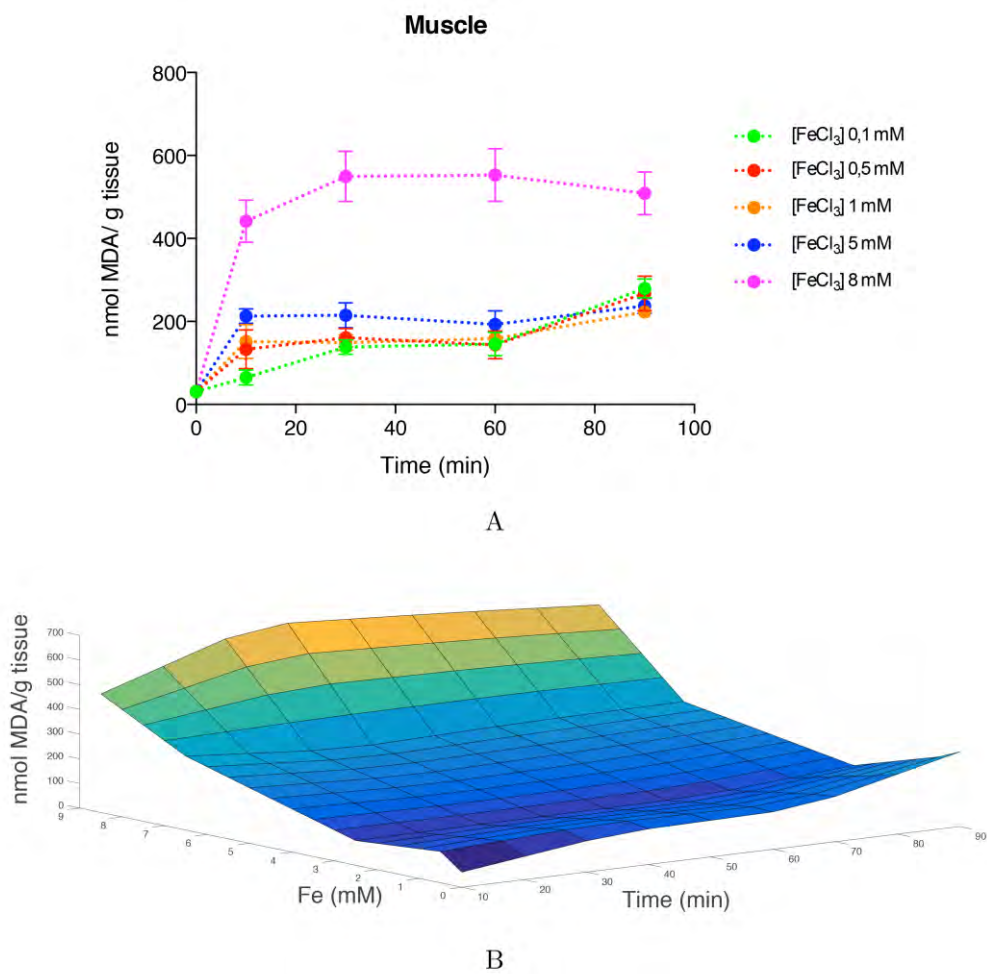 Muscle
800
600
400
200
0
nmol MDA/ g tissue
0 20 40 60 80 100
Time (min)
[FeCl₃] 0,1 mM
[FeCl₃] 0,5 mM
[FeCl₃] 1 mM
[FeCl₃] 5 mM
[FeCl₃] 8 mM
A
700
600
500
400
300
200
100
0
nmol MDA/g tissue
9 8 7 6 5 4 3 2 1 0
Fe (mM)
10 20 30 40 50 60 70 80 90
Time (min)
B